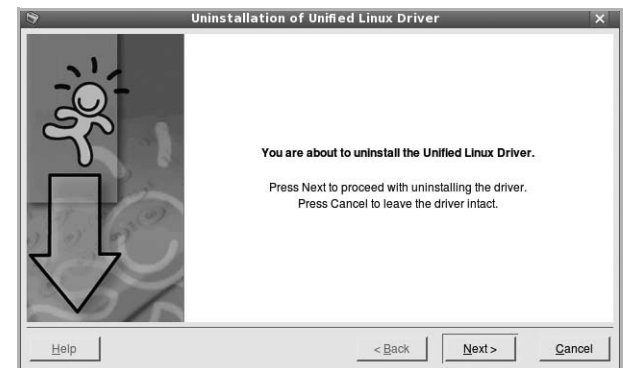 Uninstallation of Unified Linux Driver
You are about to uninstall the Unified Linux Driver.
Press Next to proceed with uninstalling the driver.
Press Cancel to leave the driver intact.
Help
< Back
Next >
Cancel